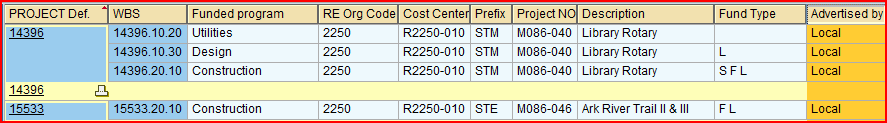 PROJECT Def. WBS Funded program RE Org Code Cost Center Prefix Project NO Description Fund Type Advertised by
14396 14396.10.20 Utilities 2250 R2250-010 STM M086-040 Library Rotary Local
14396.10.30 Design 2250 R2250-010 STM M086-040 Library Rotary L Local
14396.20.10 Construction 2250 R2250-010 STM M086-040 Library Rotary S F L Local
14396
15533 15533.20.10 Construction 2250 R2250-010 STE M086-046 Ark River Trail II & III F L Local